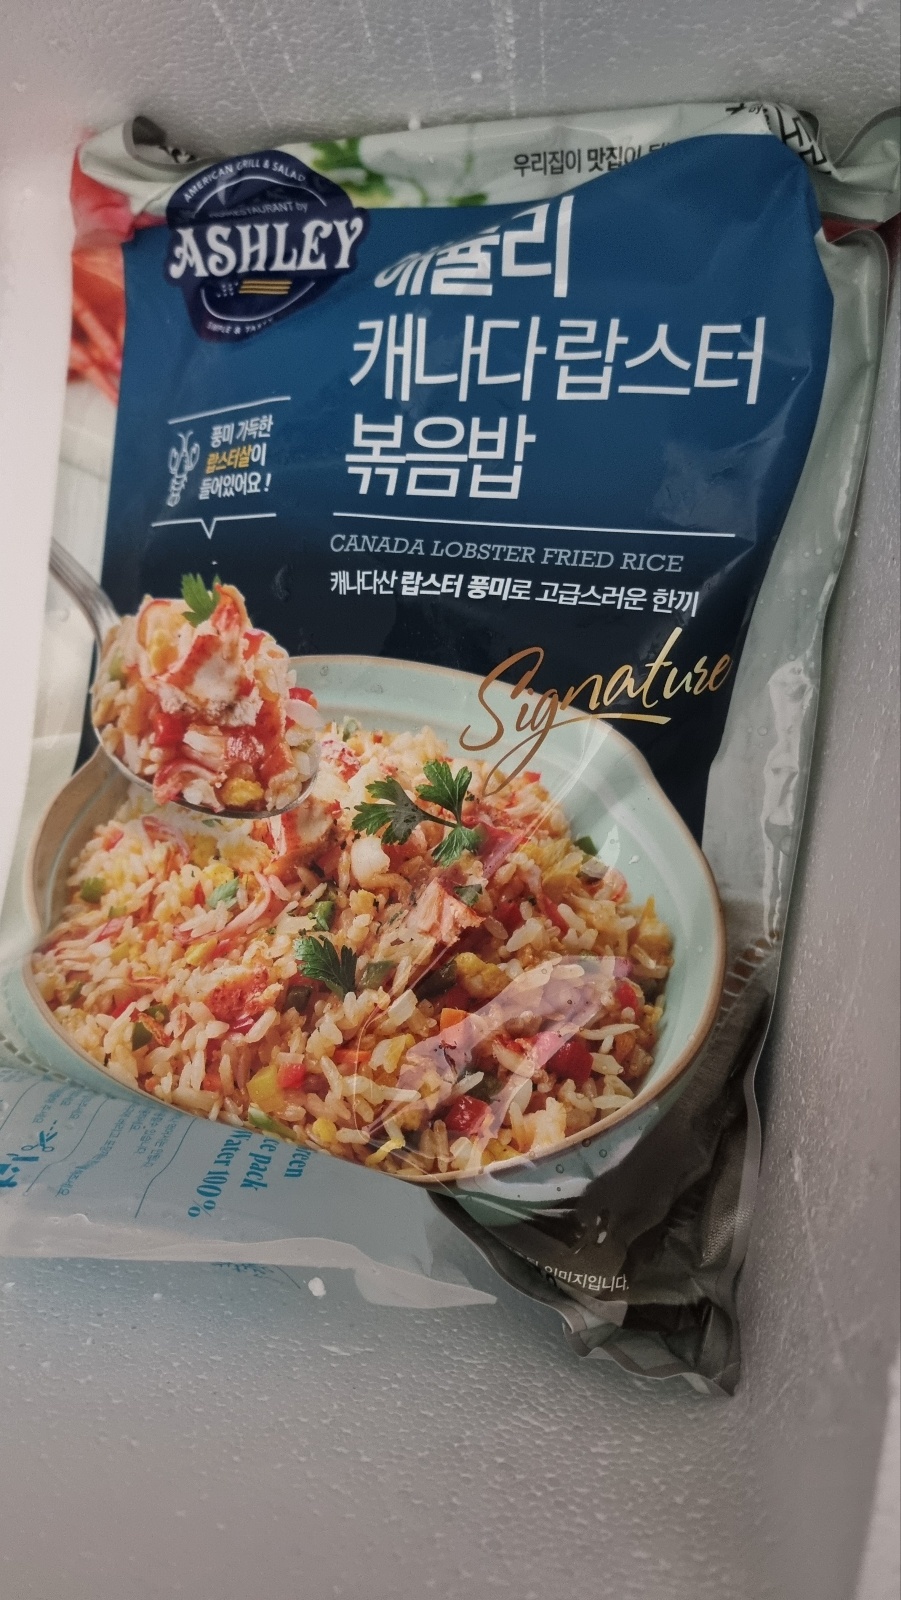 우리집이 맛집이
AMERICAN GRILL & SALAD
RESTAURANT by
ASHLEY
애슐리
캐나다 랍스터
볶음밥
풍미 가득한
랍스터살이
들어있어요 !
CANADA LOBSTER FRIED RICE
캐나다산 랍스터 풍미로 고급스러운 한끼
Signature
pack
Water 100%
이미지입니다.